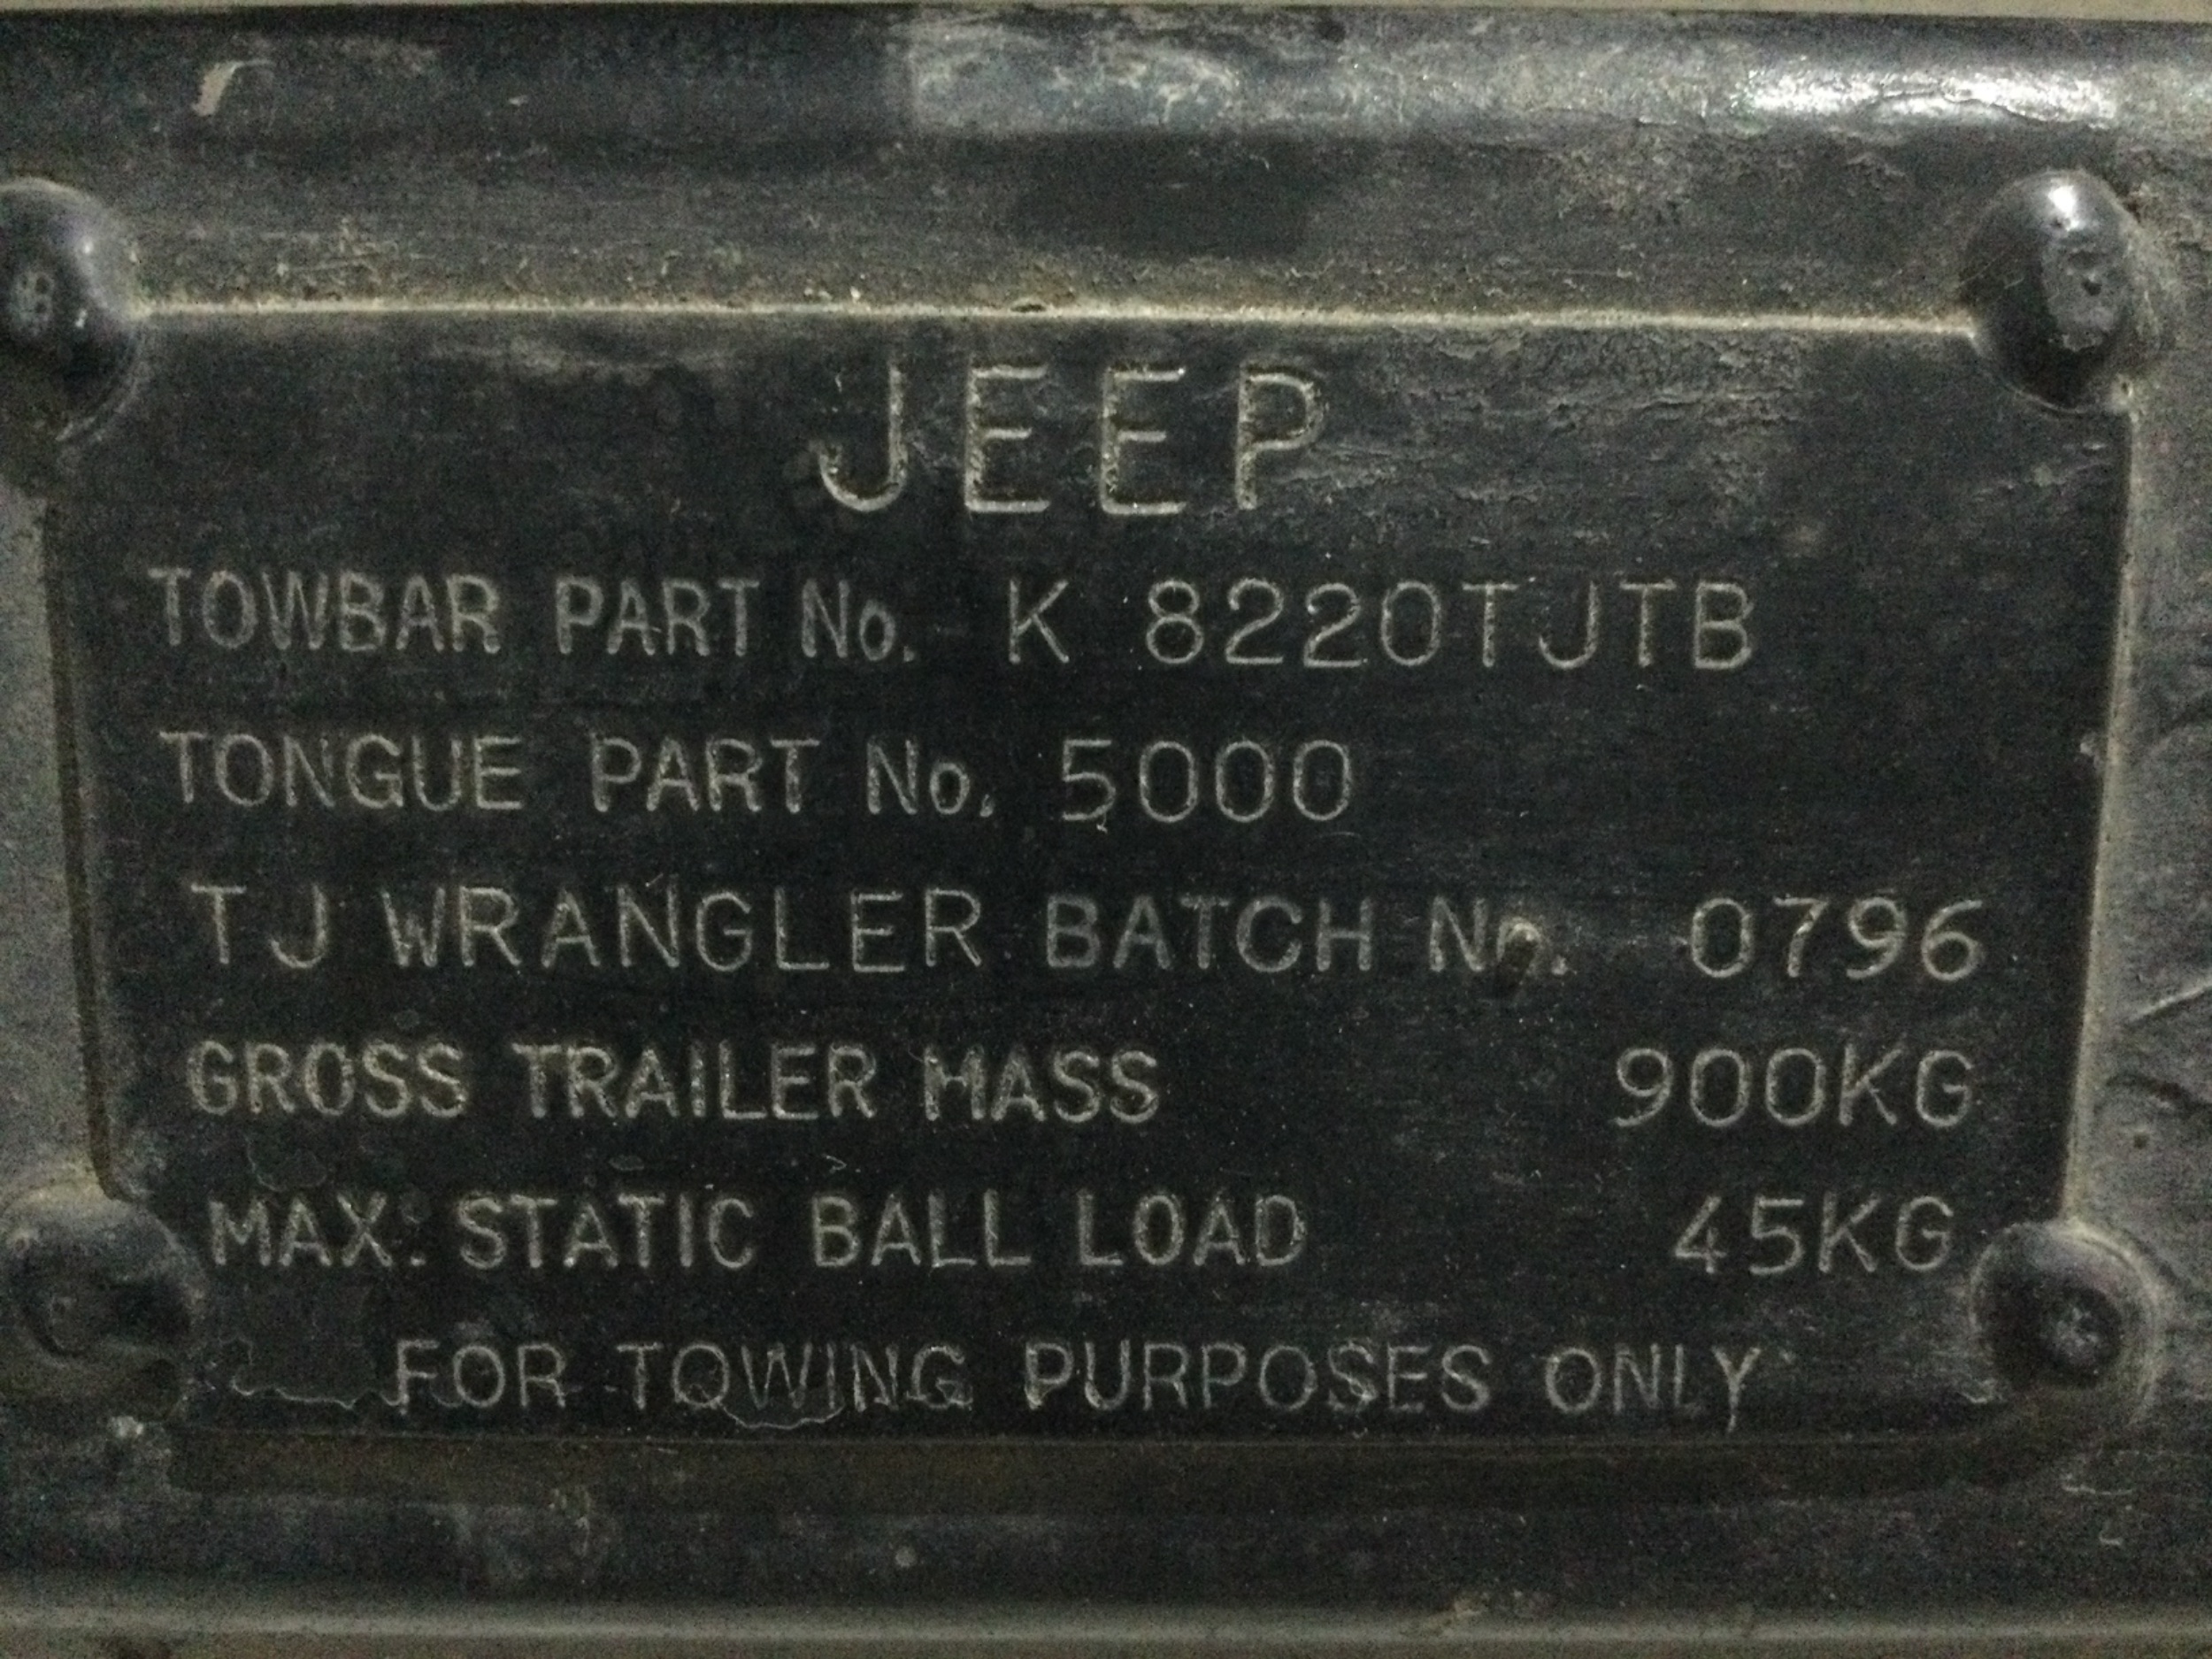 JEEP
TOWBAR PART No. K 8220TJTB
TONGUE PART No. 5000
TJ WRANGLER BATCH No. 0796
GROSS TRAILER MASS 900KG
MAX. STATIC BALL LOAD 45KG
FOR TOWING PURPOSES ONLY